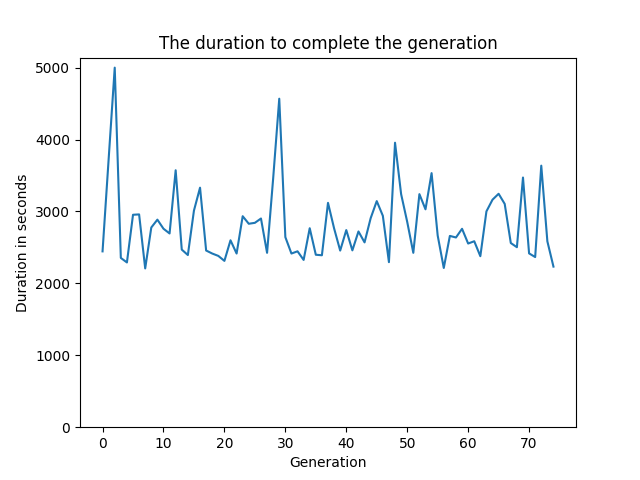 The duration to complete the generation
Duration in seconds
5000
4000
3000
2000
1000
0
0 10 20 30 40 50 60 70
Generation